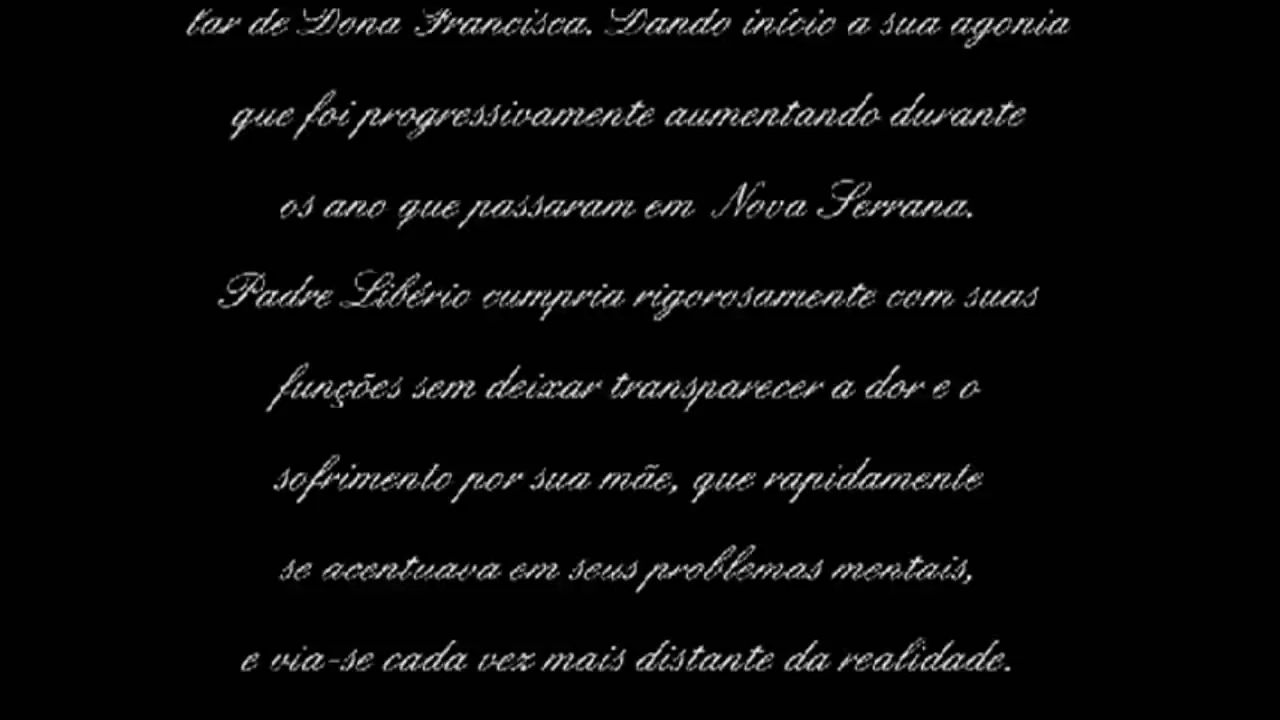 tar de Dona Francisca. Dando início a sua agonia
que foi progressivamente aumentando durante
os ano que passaram em Nova Serrana.
Padre Libério cumpria rigorosamente com suas
funções sem deixar transparecer a dor e o
sofrimento por sua mãe, que rapidamente
se acentuava em seus problemas mentais,
e via-se cada vez mais distante da realidade.